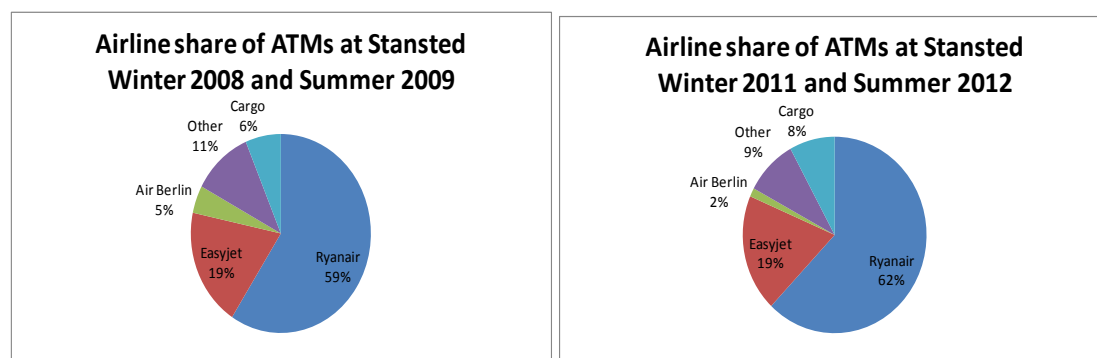 Airline share of ATMs at Stansted
Winter 2008 and Summer 2009
Cargo
6%
Other
11%
Air Berlin
5%
Easyjet
19%
Ryanair
59%
Airline share of ATMs at Stansted
Winter 2011 and Summer 2012
Cargo
8%
Other
9%
Air Berlin
2%
Easyjet
19%
Ryanair
62%